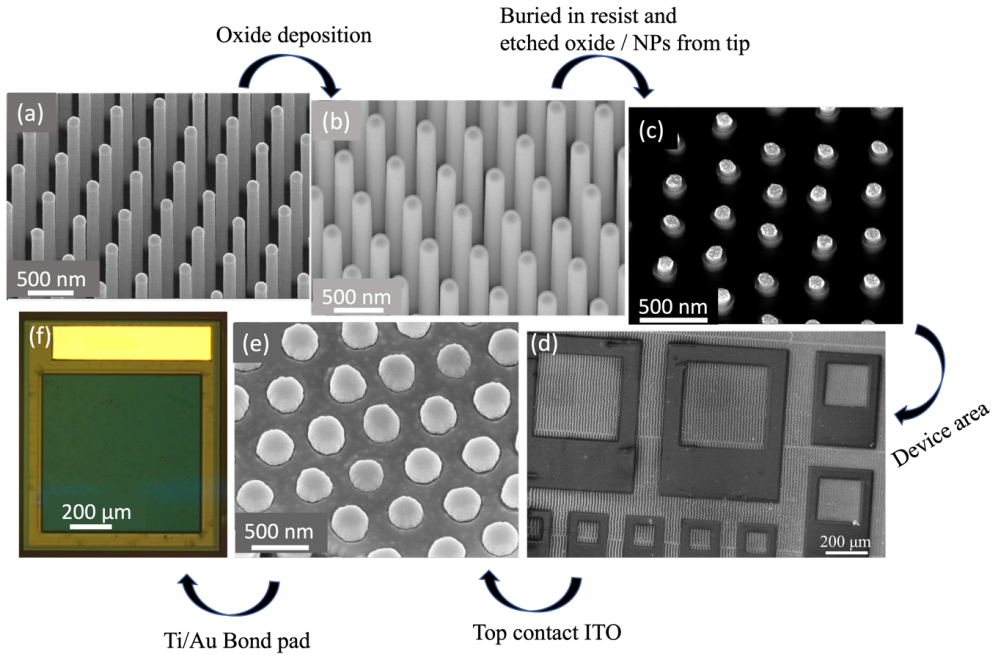 Oxide deposition
Buried in resist and
etched oxide / NPs from tip
(a)
500 nm
(b)
500 nm
(c)
500 nm
(f)
200 μm
(e)
500 nm
(d)
200 μm
Device area
Ti/Au Bond pad
Top contact ITO